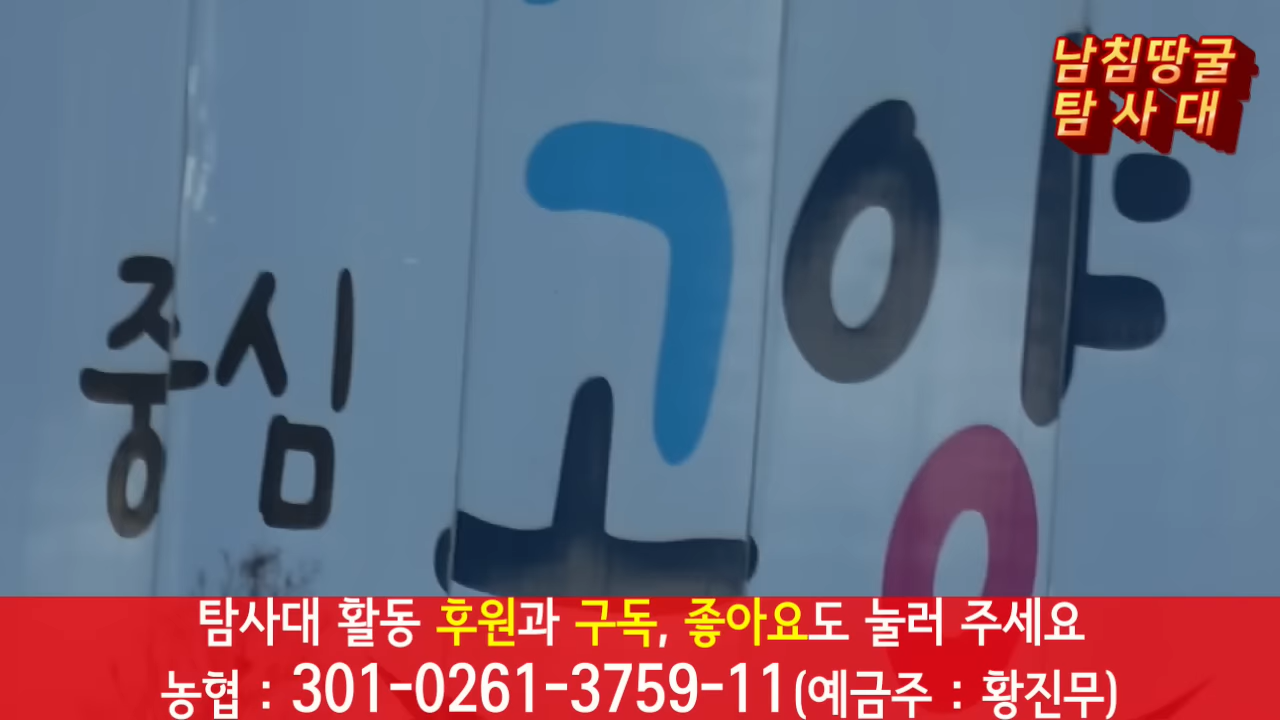 남침땅굴
탐사대
중심 고양
탐사대 활동 후원과 구독, 좋아요도 눌러 주세요
농협 : 301-0261-3759-11(예금주 : 황진무)